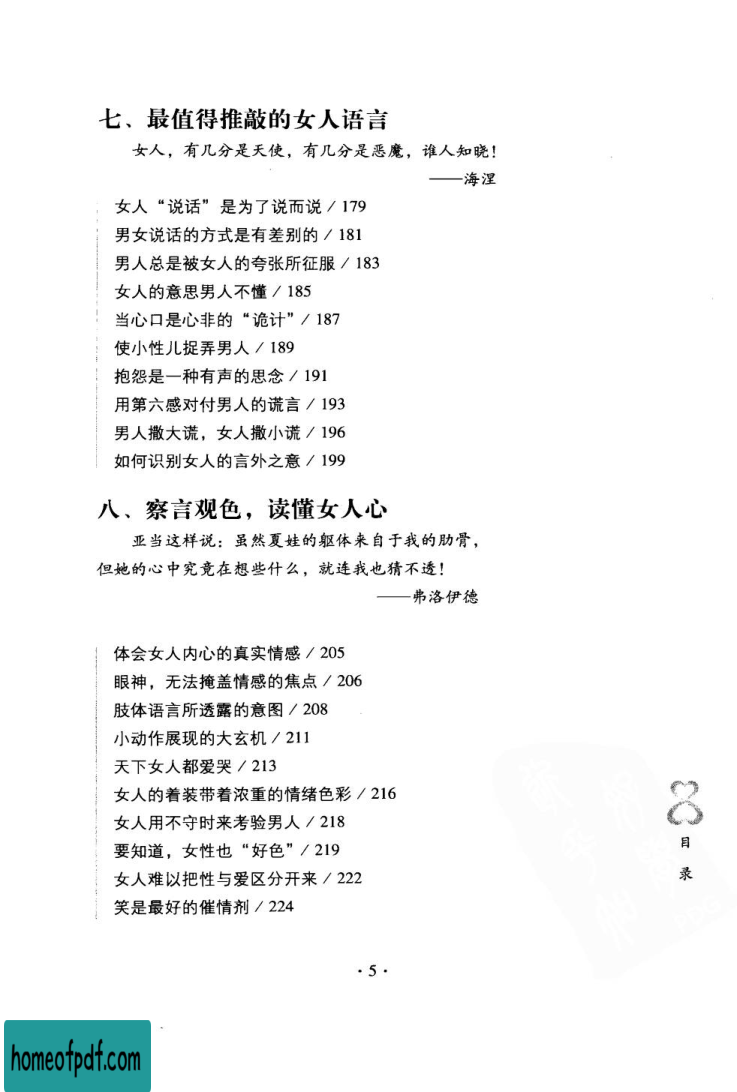 七、最值得推敲的女人语言
女人，有几分是天使，有几分是恶魔，谁人知晓！
——海涅
女人“说话”是为了说而说 / 179
男女说话的方式是有差别的 / 181
男人总是被女人的夸张所征服 / 183
女人的意思男人不懂 / 185
当心口是心非的“诡计” / 187
使小性儿捉弄男人 / 189
抱怨是一种有声的思念 / 191
用第六感对付男人的谎言 / 193
男人撒大谎，女人撒小谎 / 196
如何识别女人的言外之意 / 199
八、察言观色，读懂女人心
亚当这样说：虽然夏娃的躯体来自于我的肋骨，
但她的心中究竟在想些什么，就连我也猜不透！
——弗洛伊德
体会女人内心的真实情感 / 205
眼神，无法掩盖情感的焦点 / 206
肢体语言所透露的意图 / 208
小动作展现的大玄机 / 211
天下女人都爱哭 / 213
女人的着装带着浓重的情绪色彩 / 216
女人用不守时来考验男人 / 218
要知道，女性也“好色” / 219
女人难以把性与爱区分开来 / 222
笑是最好的催情剂 / 224
目
录
· 5 ·
homeofpdf.com